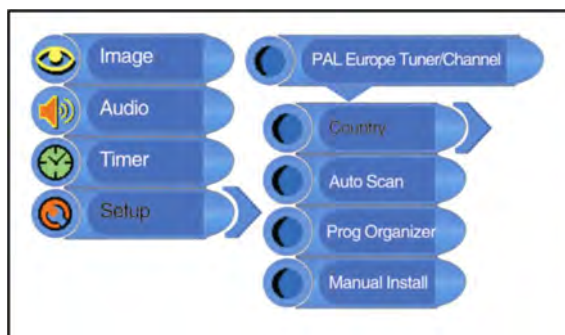 Image
Audio
Timer
Setup
PAL Europe Tuner/Channel
Country
Auto Scan
Prog Organizer
Manual Install